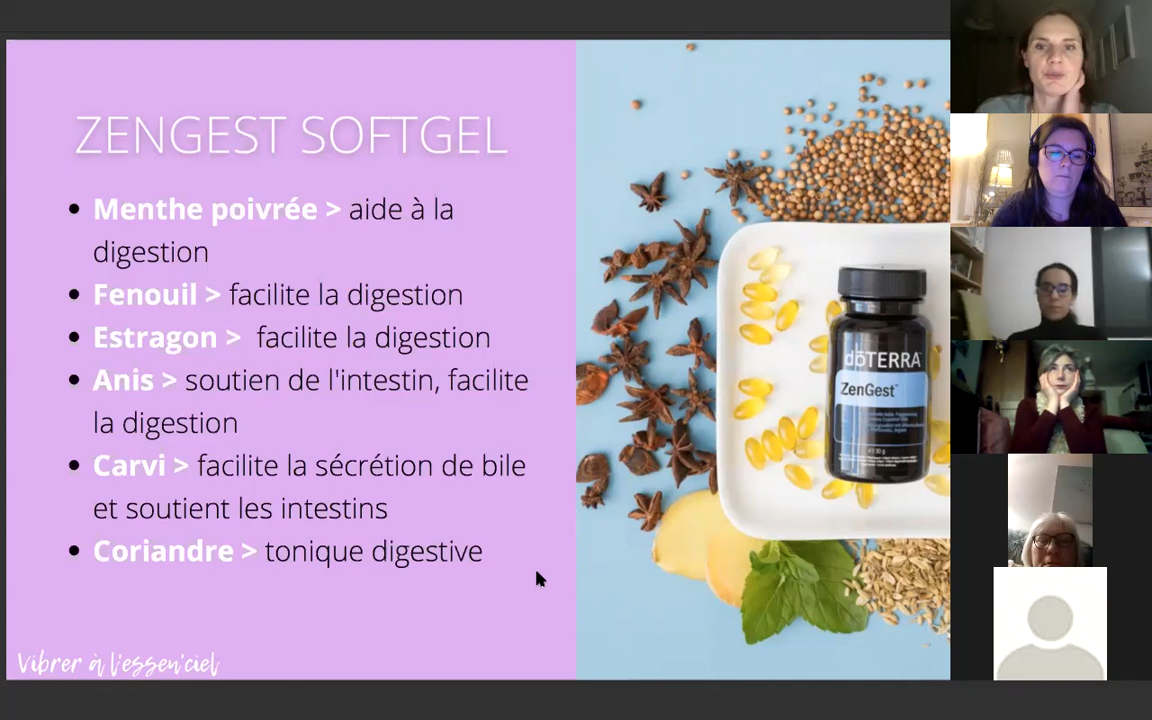 ZENGEST SOFTGEL
• Menthe poivrée > aide à la
digestion
• Fenouil > facilite la digestion
• Estragon > facilite la digestion
• Anis > soutien de l'intestin, facilite
la digestion
• Carvi > facilite la sécrétion de bile
et soutient les intestins
• Coriandre > tonique digestive
Vibrer à l'essen'ciel
dōTERRA
ZenGest™